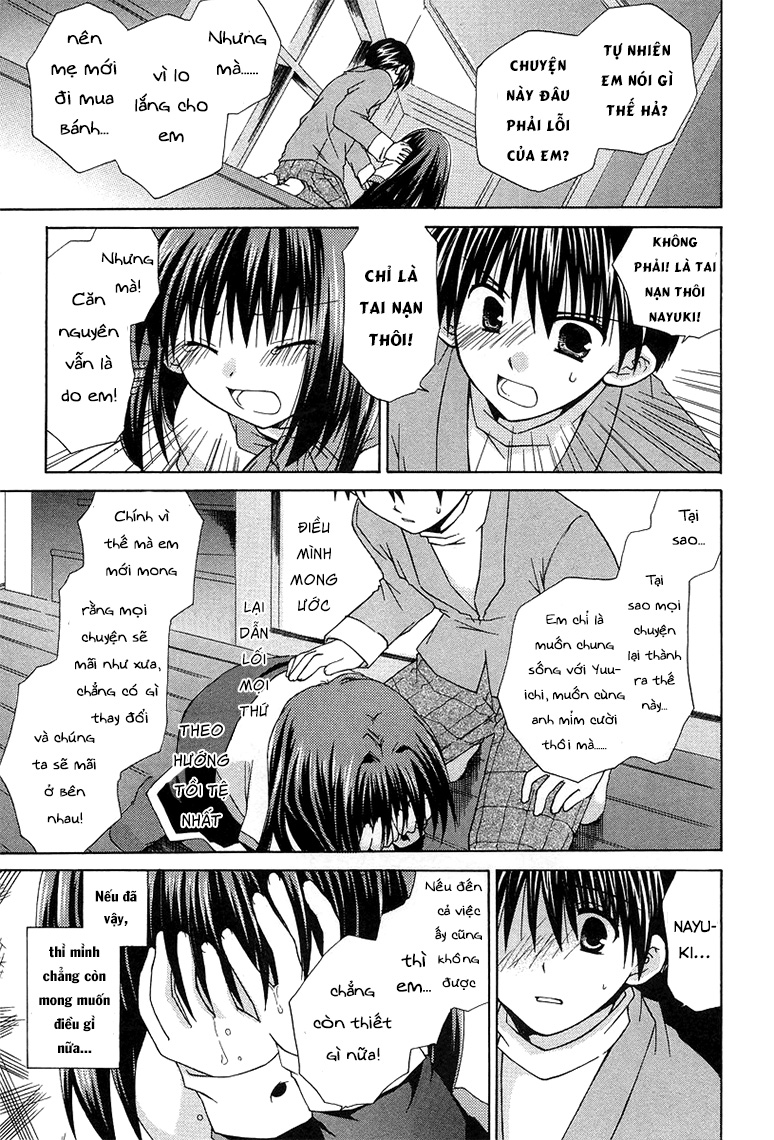 TỰ NHIÊN
EM NÓI GÌ
THẾ HẢ?
CHUYỆN
NÀY ĐÂU
PHẢI LỖI
CỦA EM?
Nhưng
mà......
vì lo
lắng cho
em
nên
mẹ mới
đi mua
bánh...
KHÔNG
PHẢI! LÀ TAI
NẠN THÔI
NAYUKI!
CHỈ LÀ
TAI NẠN
THÔI!
Nhưng
mà!
Căn
nguyên
vẫn là
do em!
Tại
sao...
Tại
sao mọi
chuyện
lại thành
ra thế
này...
Em chỉ là
muốn chung
sống với Yuu-
ichi, muốn cùng
anh mỉm cười
thôi mà......
ĐIỀU
MÌNH
MONG
ƯỚC
LẠI
DẪN
LỐI
MỌI
THỨ
THEO
HƯỚNG
TỒI TỆ
NHẤT
Chính vì
thế mà em
mới mong
rằng mọi
chuyện sẽ
mãi như xưa,
chẳng có gì
thay đổi
và chúng
ta sẽ mãi
ở bên
nhau!
NAYU-
KI...
Nếu đến
cả việc
ấy cũng
không
được
thì
em...
chẳng
còn thiết
gì nữa!
Nếu đã
vậy,
thì mình
chẳng còn
mong muốn
điều gì
nữa...